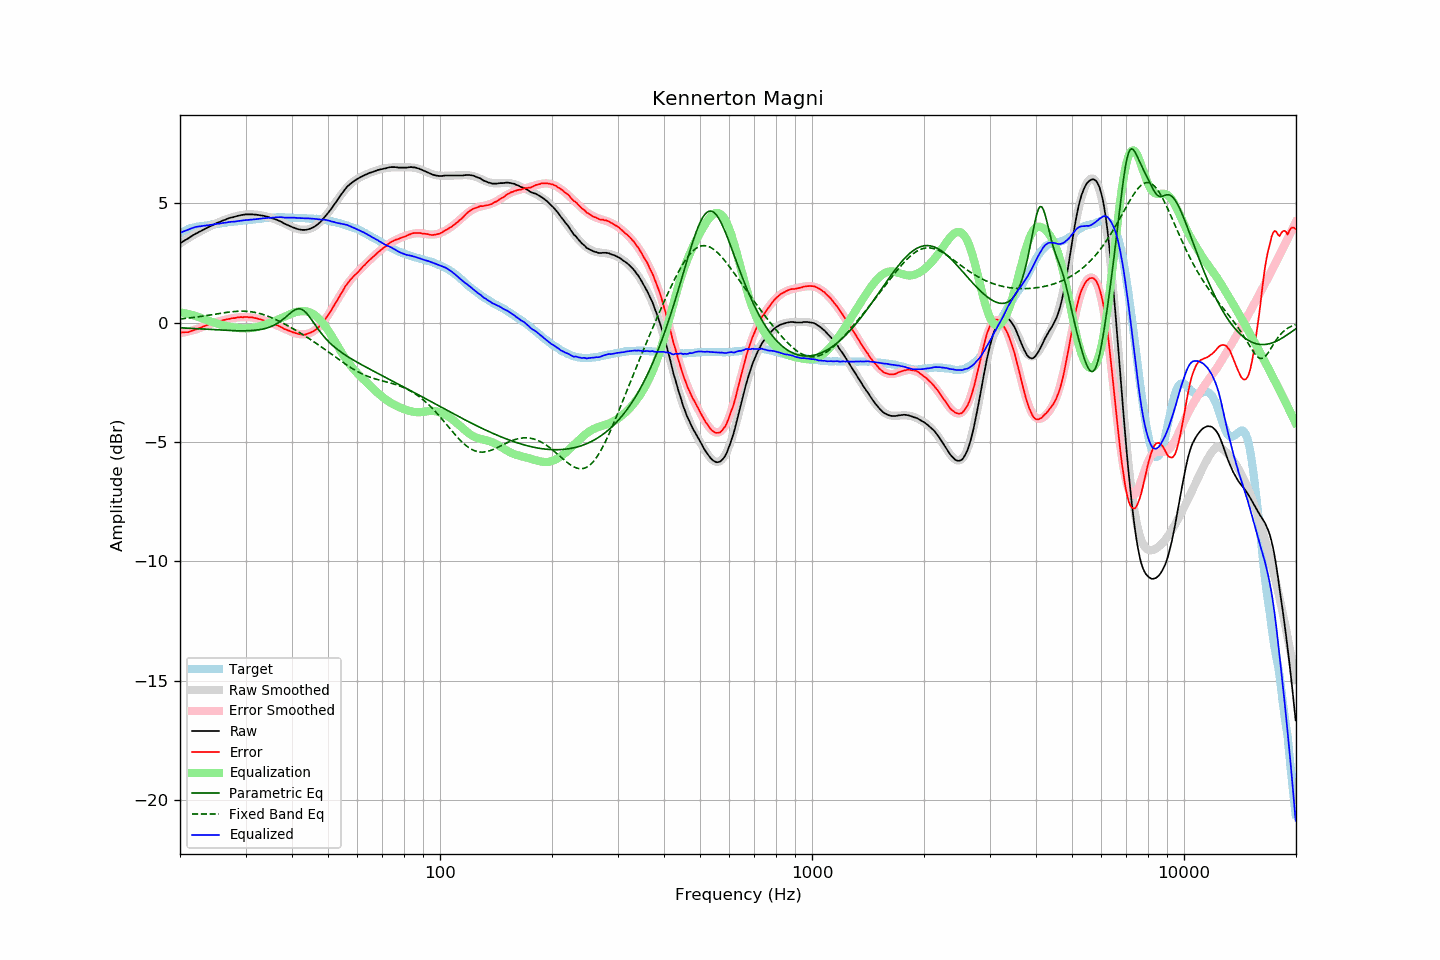 Kennerton Magni
5
0
−5
−10
−15
−20
Amplitude (dBr)
Target
Raw Smoothed
Error Smoothed
Raw
Error
Equalization
Parametric Eq
Fixed Band Eq
Equalized
100
1000
10000
Frequency (Hz)